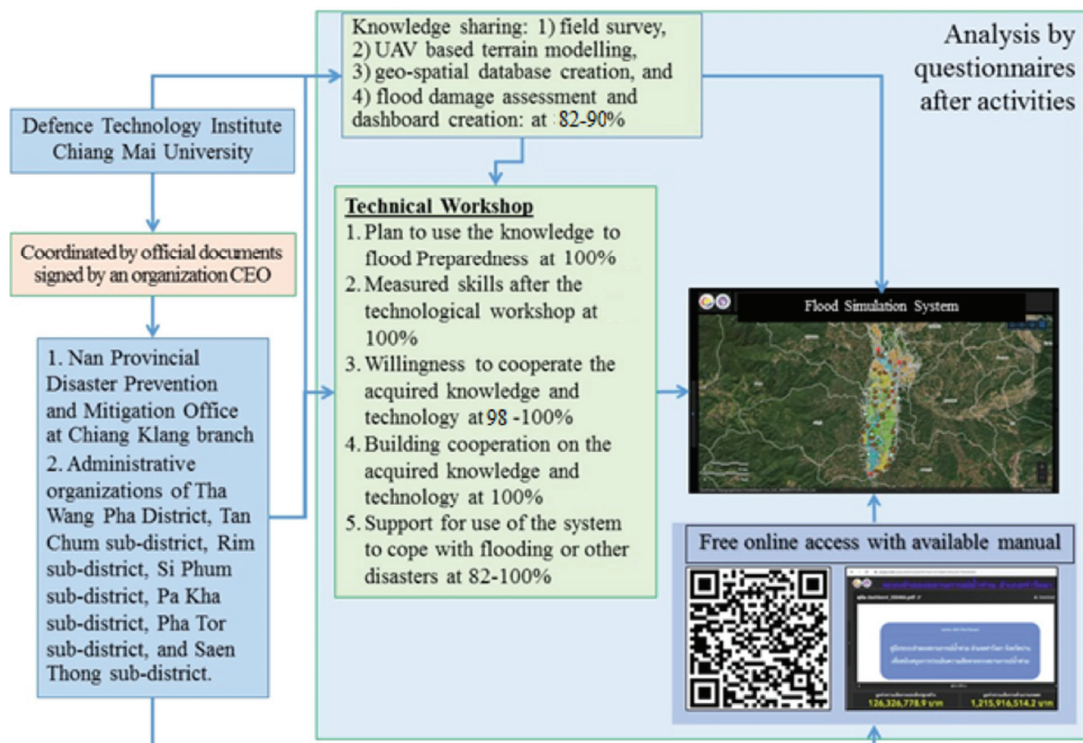 Knowledge sharing: 1) field survey,
2) UAV based terrain modelling,
3) geo-spatial database creation, and
4) flood damage assessment and
dashboard creation: at 82-90%
Analysis by
questionnaires
after activities
Defence Technology Institute
Chiang Mai University
Coordinated by official documents
signed by an organization CEO
1. Nan Provincial
Disaster Prevention
and Mitigation Office
at Chiang Klang branch
2. Administrative
organizations of Tha
Wang Pha District, Tan
Chum sub-district, Rim
sub-district, Si Phum
sub-district, Pa Kha
sub-district, Pha Tor
sub-district, and Saen
Thong sub-district.
Technical Workshop
1. Plan to use the knowledge to
flood Preparedness at 100%
2. Measured skills after the
technological workshop at
100%
3. Willingness to cooperate the
acquired knowledge and
technology at 98 -100%
4. Building cooperation on the
acquired knowledge and
technology at 100%
5. Support for use of the system
to cope with flooding or other
disasters at 82-100%
Flood Simulation System
Free online access with available manual
126,326,778.9 บาท
1,215,916,514.2 บาท